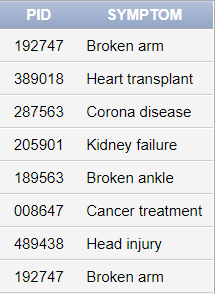 PID SYMPTOM
192747 Broken arm
389018 Heart transplant
287563 Corona disease
205901 Kidney failure
189563 Broken ankle
008647 Cancer treatment
489438 Head injury
192747 Broken arm